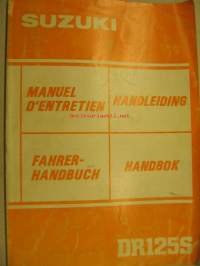 SUZUKI
MANUEL
D'ENTRETIEN
HANDLEIDING
FAHRER-
HANDBUCH
HANDBOK
DR125S